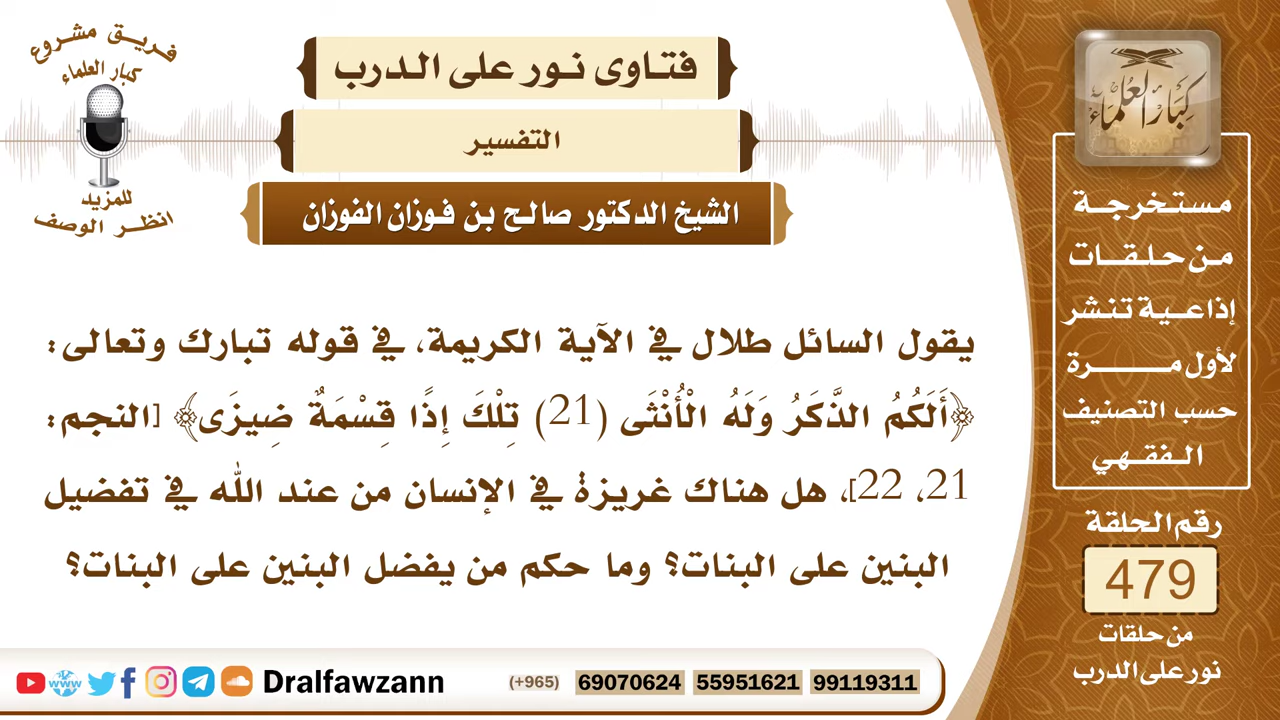 فريق مشروع
كبار العلماء
للمزيد
انظر الوصف
فتاوى نور على الدرب
التفسير
الشيخ الدكتور صالح بن فوزان الفوزان
يقول السائل طلال في الآية الكريمة، في قوله تبارك وتعالى:
﴿أَلَكُمُ الذَّكَرُ وَلَهُ الْأُنْثَى (21) تِلْكَ إِذًا قِسْمَةٌ ضِيزَى﴾ [النجم:
21، 22]، هل هناك غريزة في الإنسان من عند الله في تفضيل
البنين على البنات؟ وما حكم من يفضل البنين على البنات؟
كبار العلماء
مستخرجة
من حلقات
إذاعية تنشر
لأول مرة
حسب التصنيف
الفقهي
رقم الحلقة
479
من حلقات
نور على الدرب
www
Dralfawzann (+965) 69070624 55951621 99119311